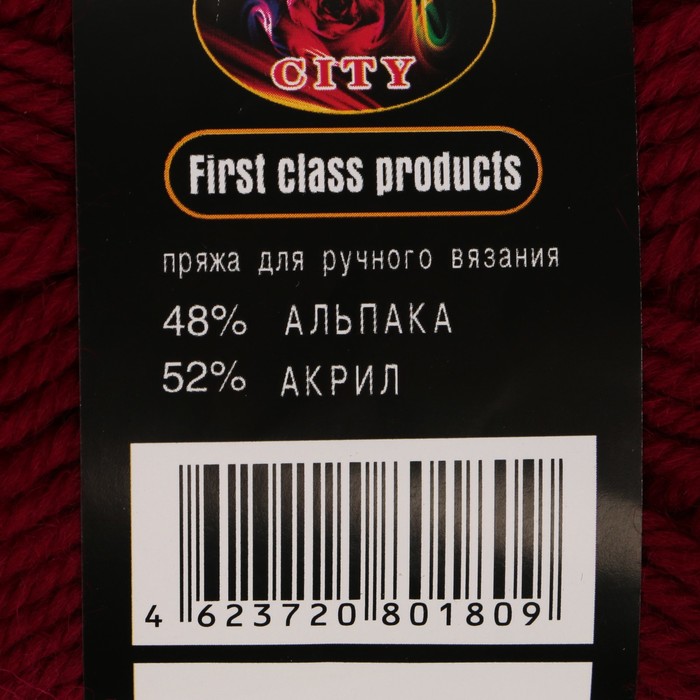 CITY
First class products
пряжа для ручного вязания
48% АЛЬПАКА
52% АКРИЛ
4 623720 801809